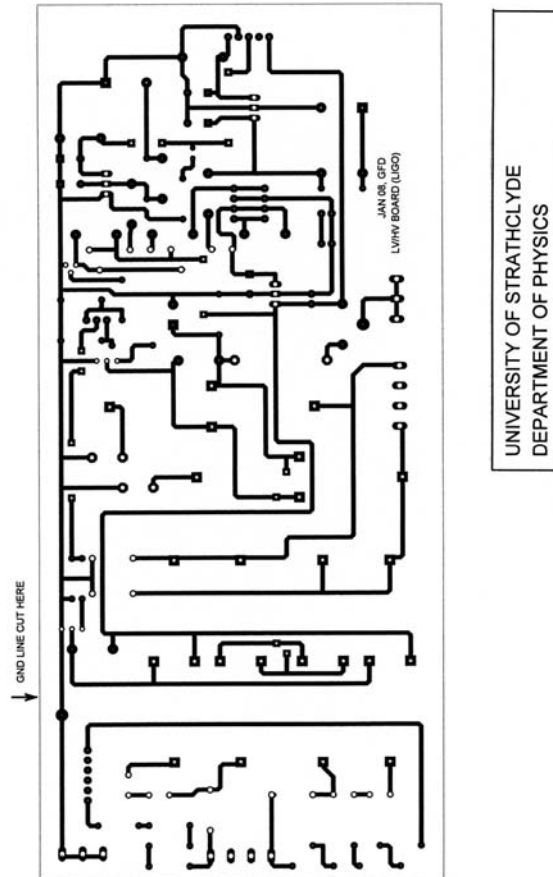 GND LINE CUT HERE
JAN 08, GFD
LV/HV BOARD (LIGO)
UNIVERSITY OF STRATHCLYDE
DEPARTMENT OF PHYSICS